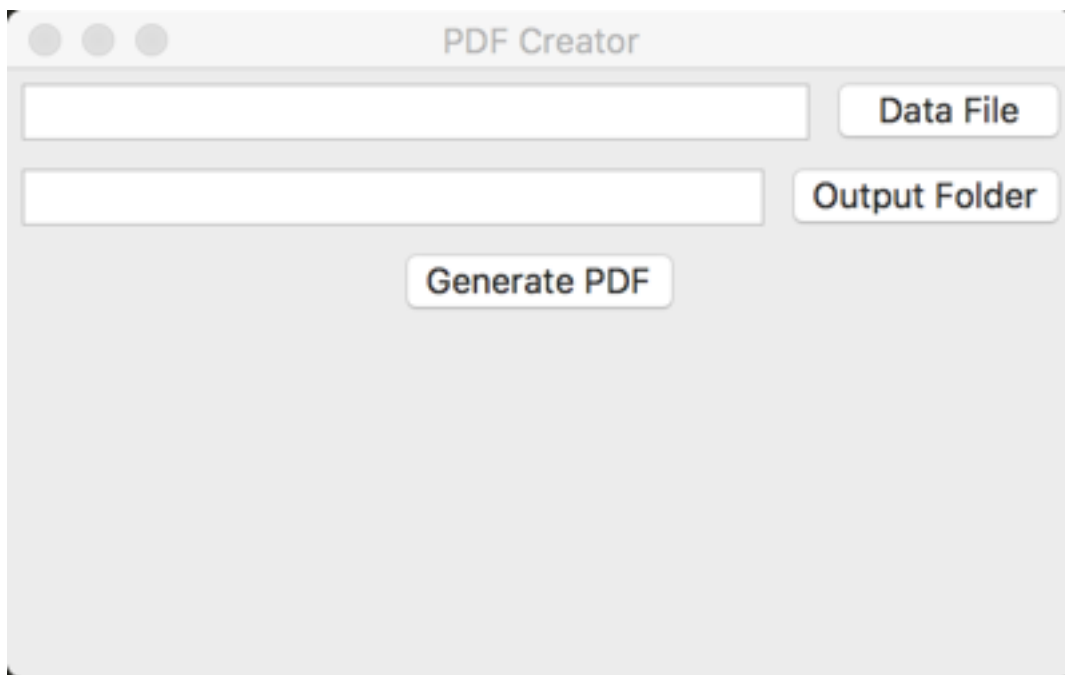 PDF Creator
Data File
Output Folder
Generate PDF